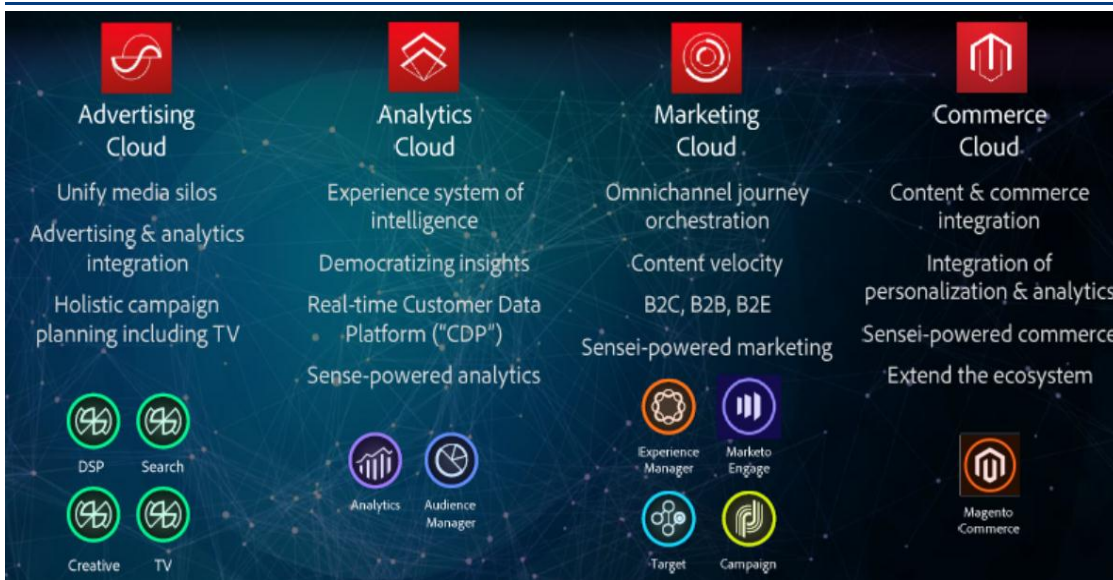 Advertising
Cloud
Unify media silos
Advertising & analytics
integration
Holistic campaign
planning including TV
DSP
Search
Creative
TV
Analytics
Cloud
Experience system of
intelligence
Democratizing insights
Real-time Customer Data
Platform ("CDP")
Sense-powered analytics
Analytics
Audience
Manager
Marketing
Cloud
Omnichannel journey
orchestration
Content velocity
B2C, B2B, B2E
Sensei-powered marketing
Experience
Manager
Marketo
Engage
Target
Campaign
Commerce
Cloud
Content & commerce
integration
Integration of
personalization & analytics
Sensei-powered commerce
Extend the ecosystem
Magento
Commerce